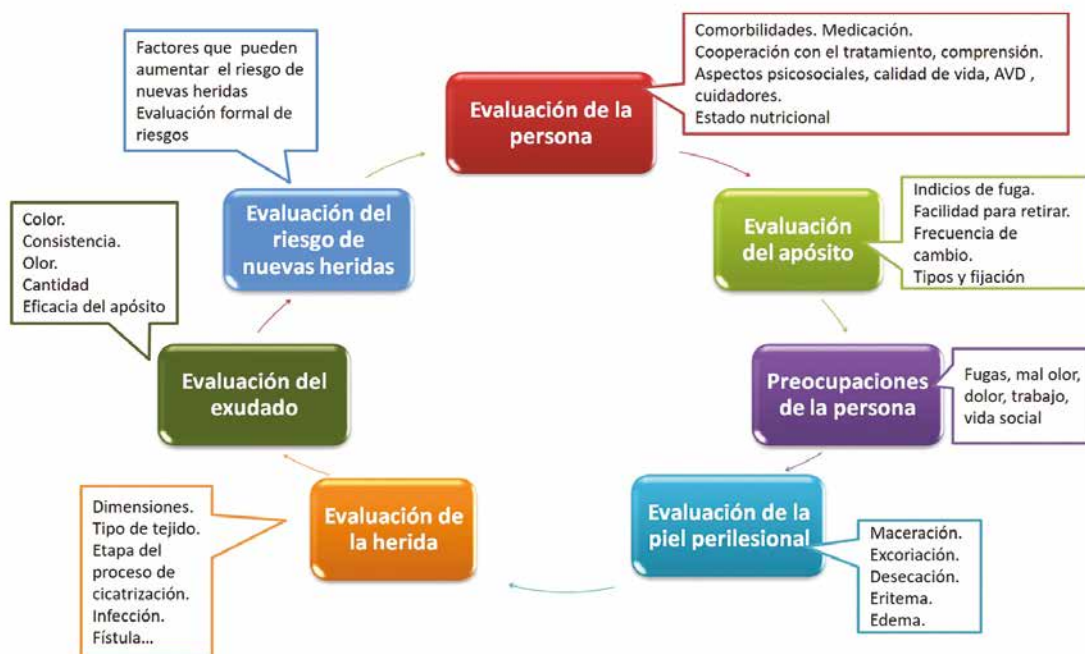 Comorbilidades. Medicación.
Cooperación con el tratamiento, comprensión.
Aspectos psicosociales, calidad de vida, AVD ,
cuidadores.
Estado nutricional
Evaluación de la
persona
Indicios de fuga.
Facilidad para retirar.
Frecuencia de
cambio.
Tipos y fijación
Evaluación
del apósito
Fugas, mal olor,
dolor, trabajo,
vida social
Preocupaciones
de la persona
Evaluación de la
piel perilesional
Maceración.
Excoriación.
Desecación.
Eritema.
Edema.
Evaluación de
la herida
Dimensiones.
Tipo de tejido.
Etapa del
proceso de
cicatrización.
Infección.
Fístula...
Evaluación del
exudado
Color.
Consistencia.
Olor.
Cantidad
Eficacia del apósito
Evaluación del
riesgo de
nuevas heridas
Factores que pueden
aumentar el riesgo de
nuevas heridas
Evaluación formal de
riesgos